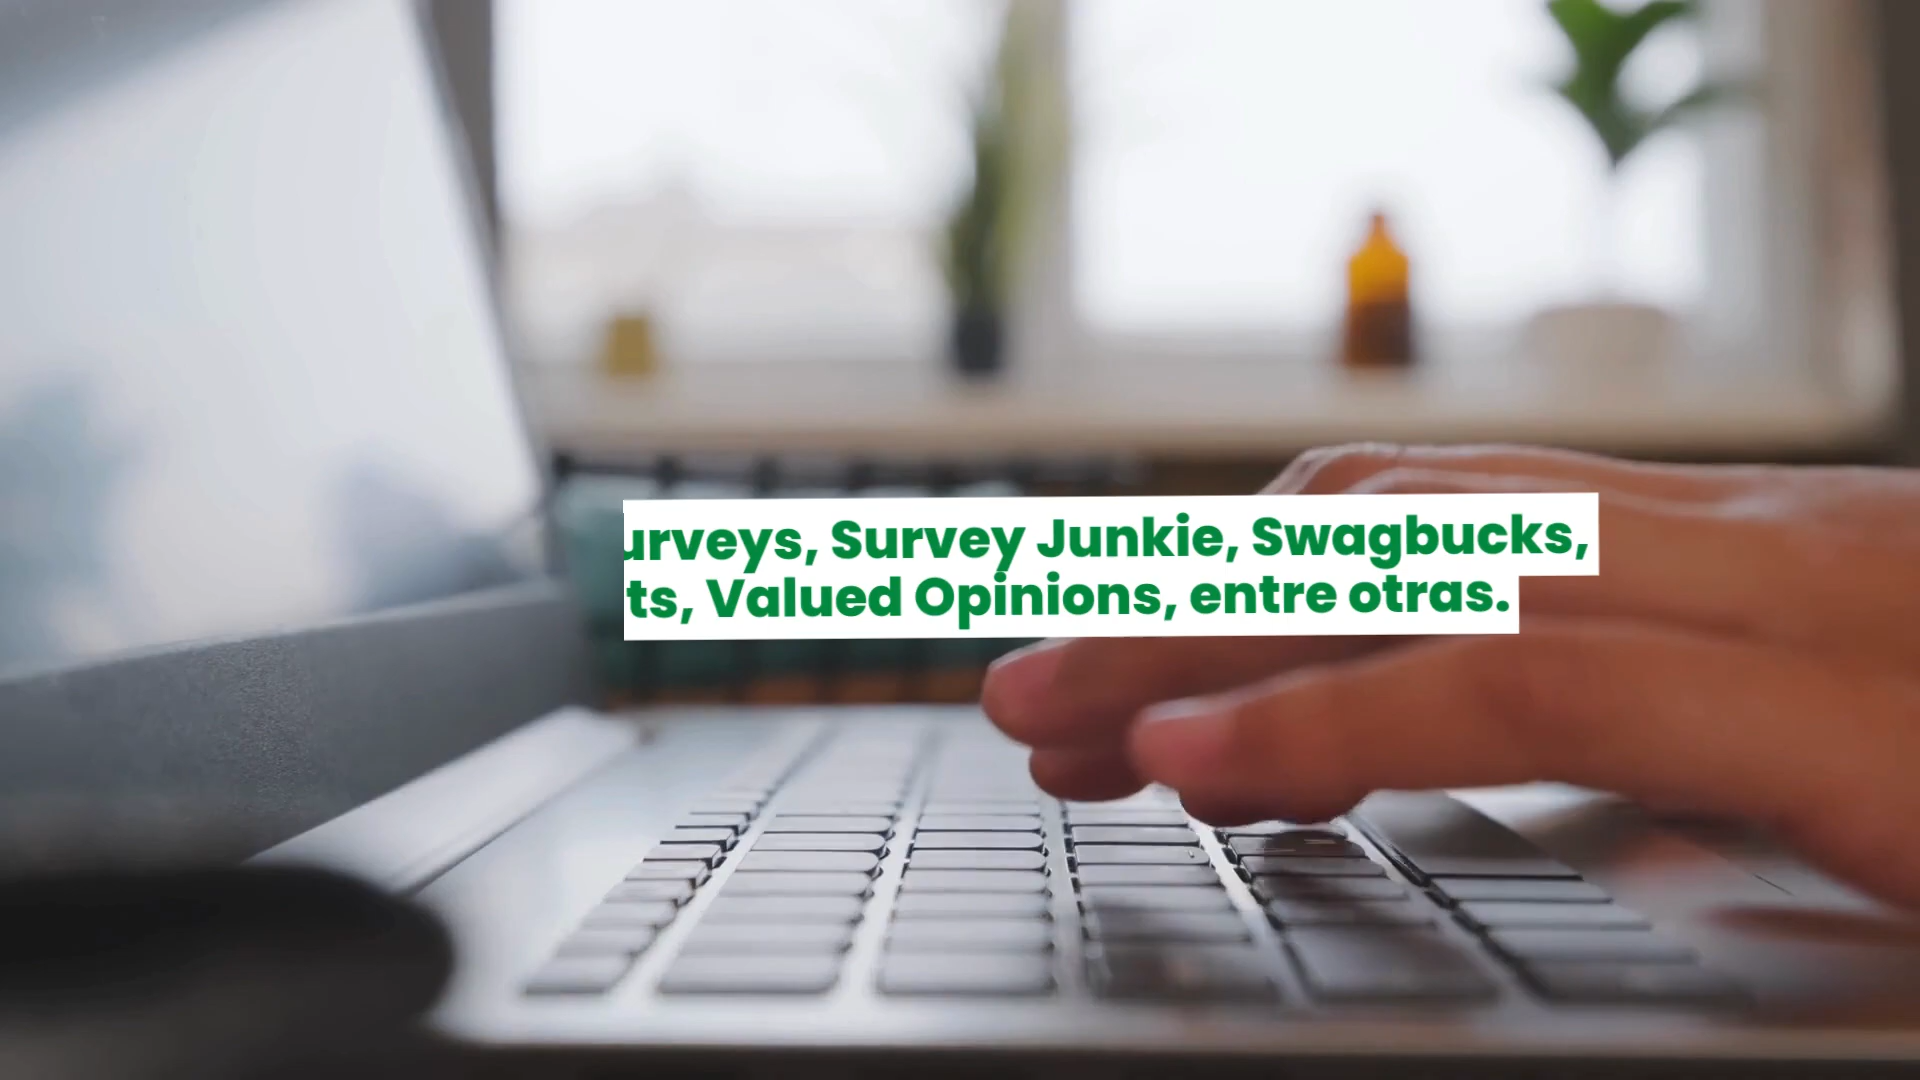 urveys, Survey Junkie, Swagbucks,
ts, Valued Opinions, entre otras.